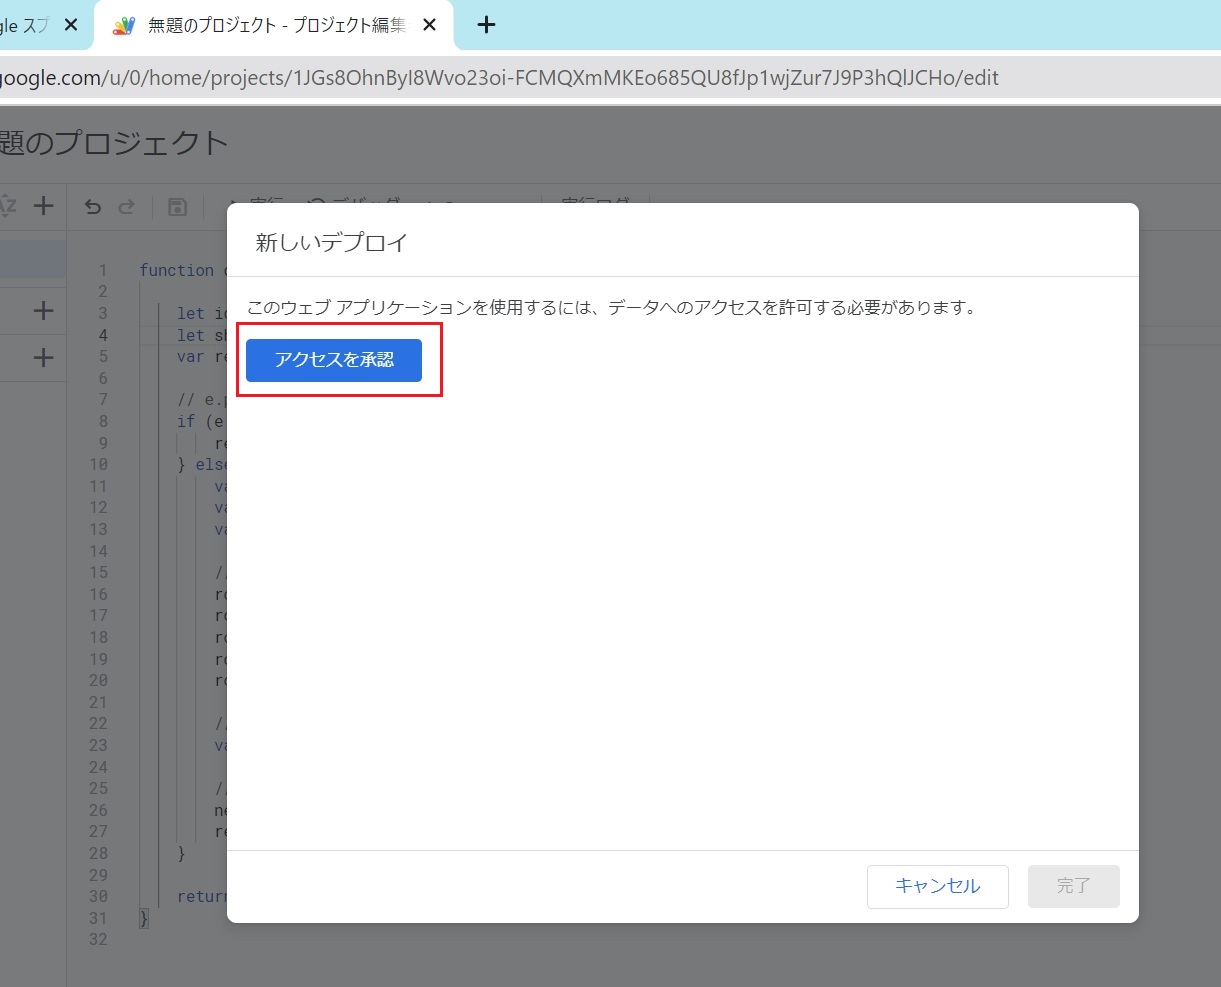 gle スプ
無題のプロジェクト - プロジェクト編集
google.com/u/0/home/projects/1JGs8OhnByI8Wvo23oi-FCMQXmMKEo685QU8fJp1wjZur7J9P3hQlJCHo/edit
題のプロジェクト
AZ
実行
デバッグ
実行ログ
新しいデプロイ
このウェブ アプリケーションを使用するには、データへのアクセスを許可する必要があります。
アクセスを承認
1 function
2
3 let
4 let
5 var
6
7 // e.
8 if (e
9
10 } else
11
12
13
14
15
16
17
18
19
20
21
22
23
24
25
26
27
28 }
29
30 return
31 }
32
キャンセル
完了